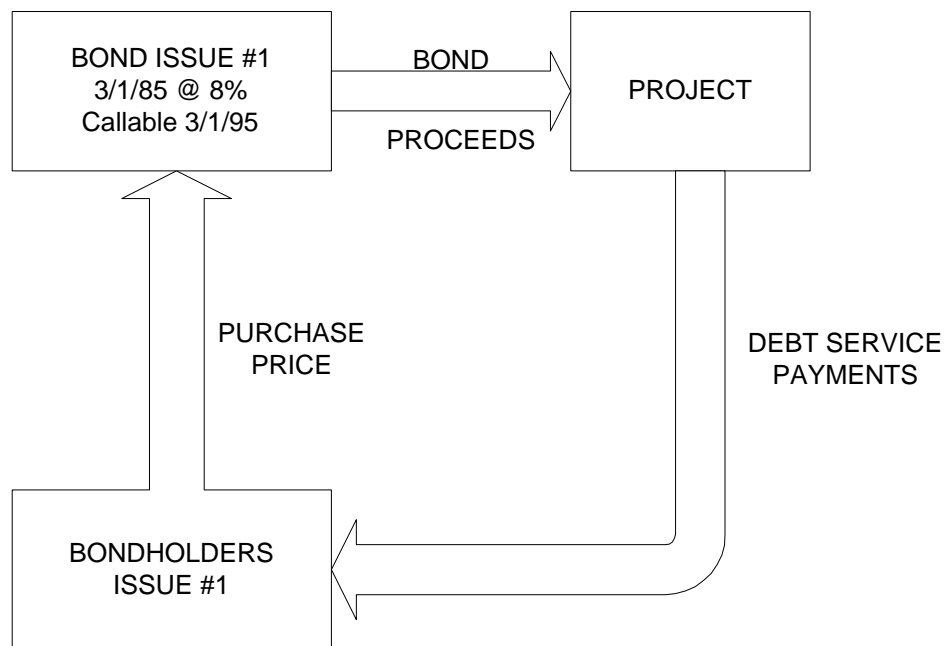 BOND ISSUE #1
3/1/85 @ 8%
Callable 3/1/95
BOND
PROCEEDS
PROJECT
PURCHASE
PRICE
DEBT SERVICE
PAYMENTS
BONDHOLDERS
ISSUE #1